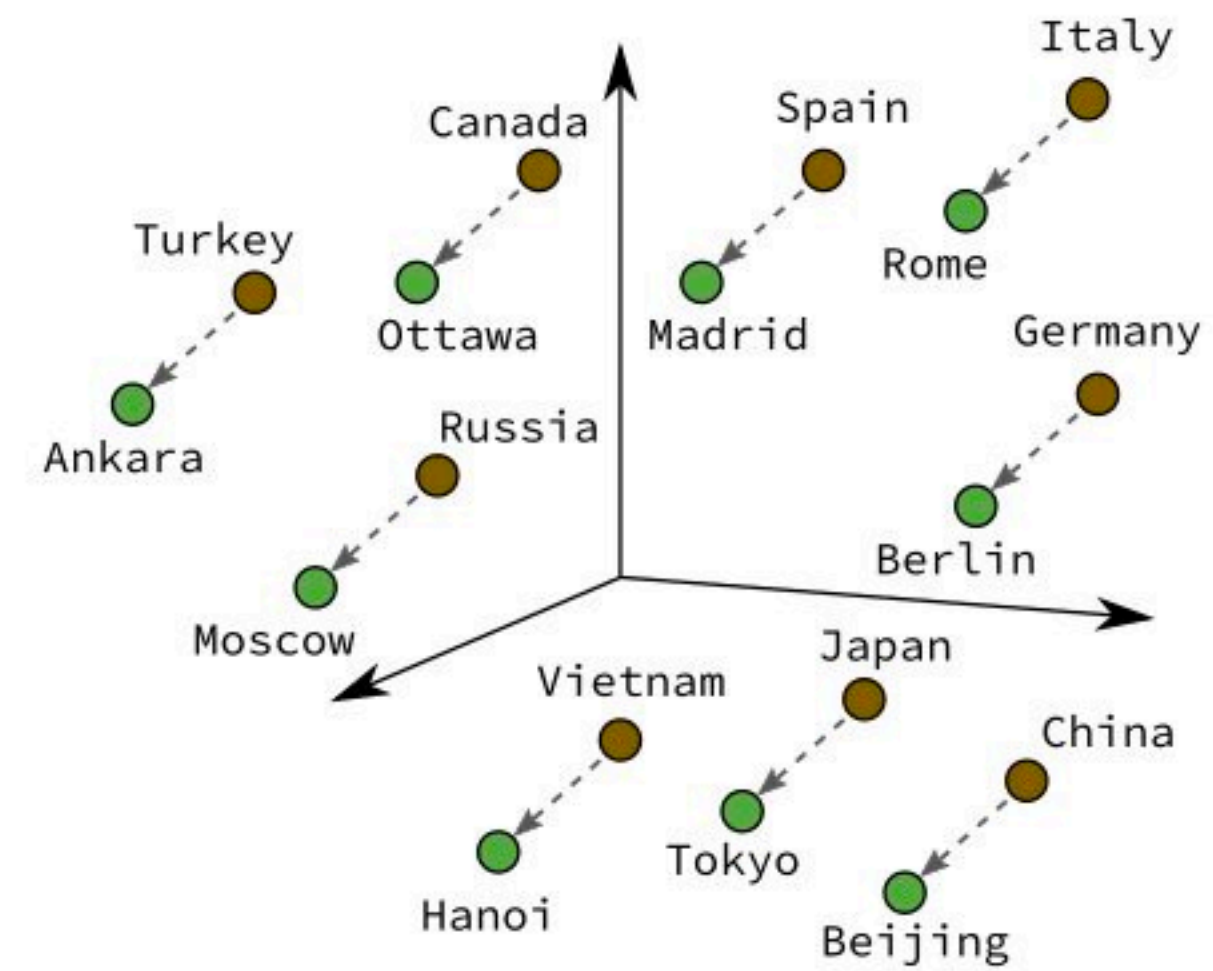 Italy
Spain
Canada
Turkey
Rome
Ottawa
Madrid
Germany
Russia
Ankara
Berlin
Moscow
Japan
Vietnam
China
Tokyo
Hanoi
Beijing